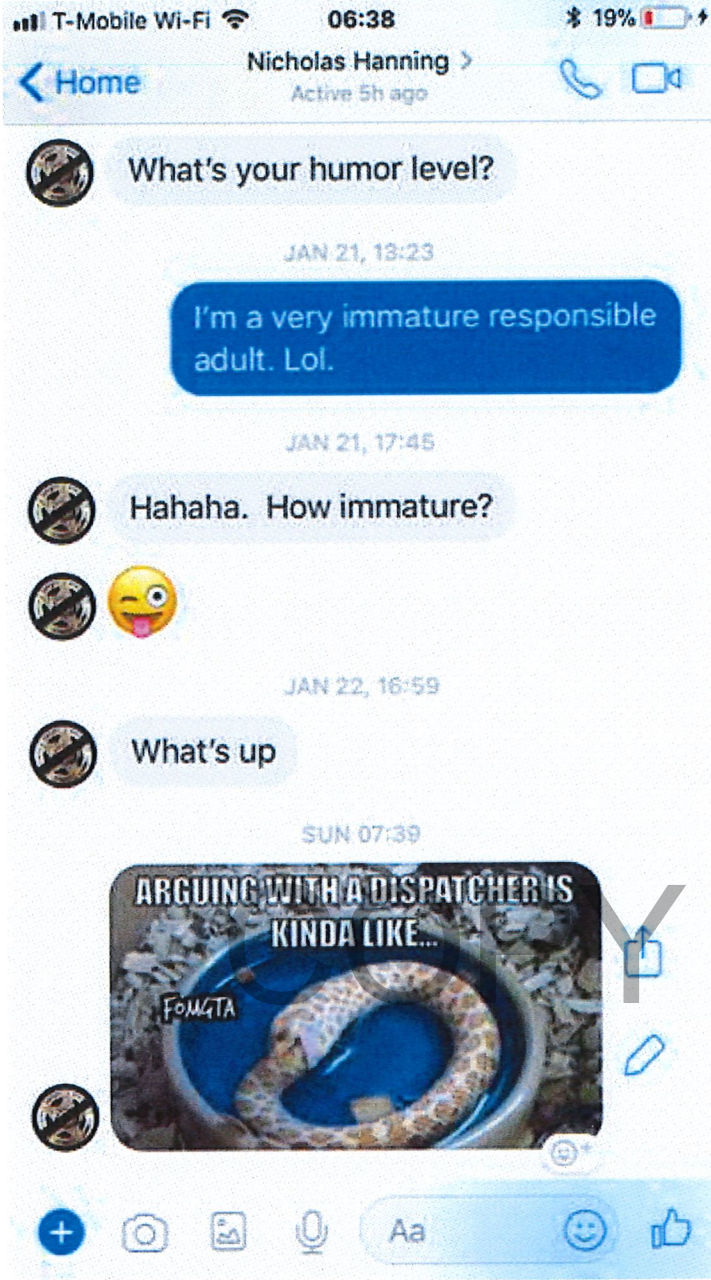 T-Mobile Wi-Fi 06:38 19%
Home Nicholas Hanning >
Active 5h ago
What's your humor level?
JAN 21, 13:23
I'm a very immature responsible
adult. Lol.
JAN 21, 17:45
Hahaha.  How immature?
JAN 22, 16:59
What's up
SUN 07:39
ARGUING WITH A DISPATCHER IS
KINDA LIKE...
COPY
FOMGTA
Aa